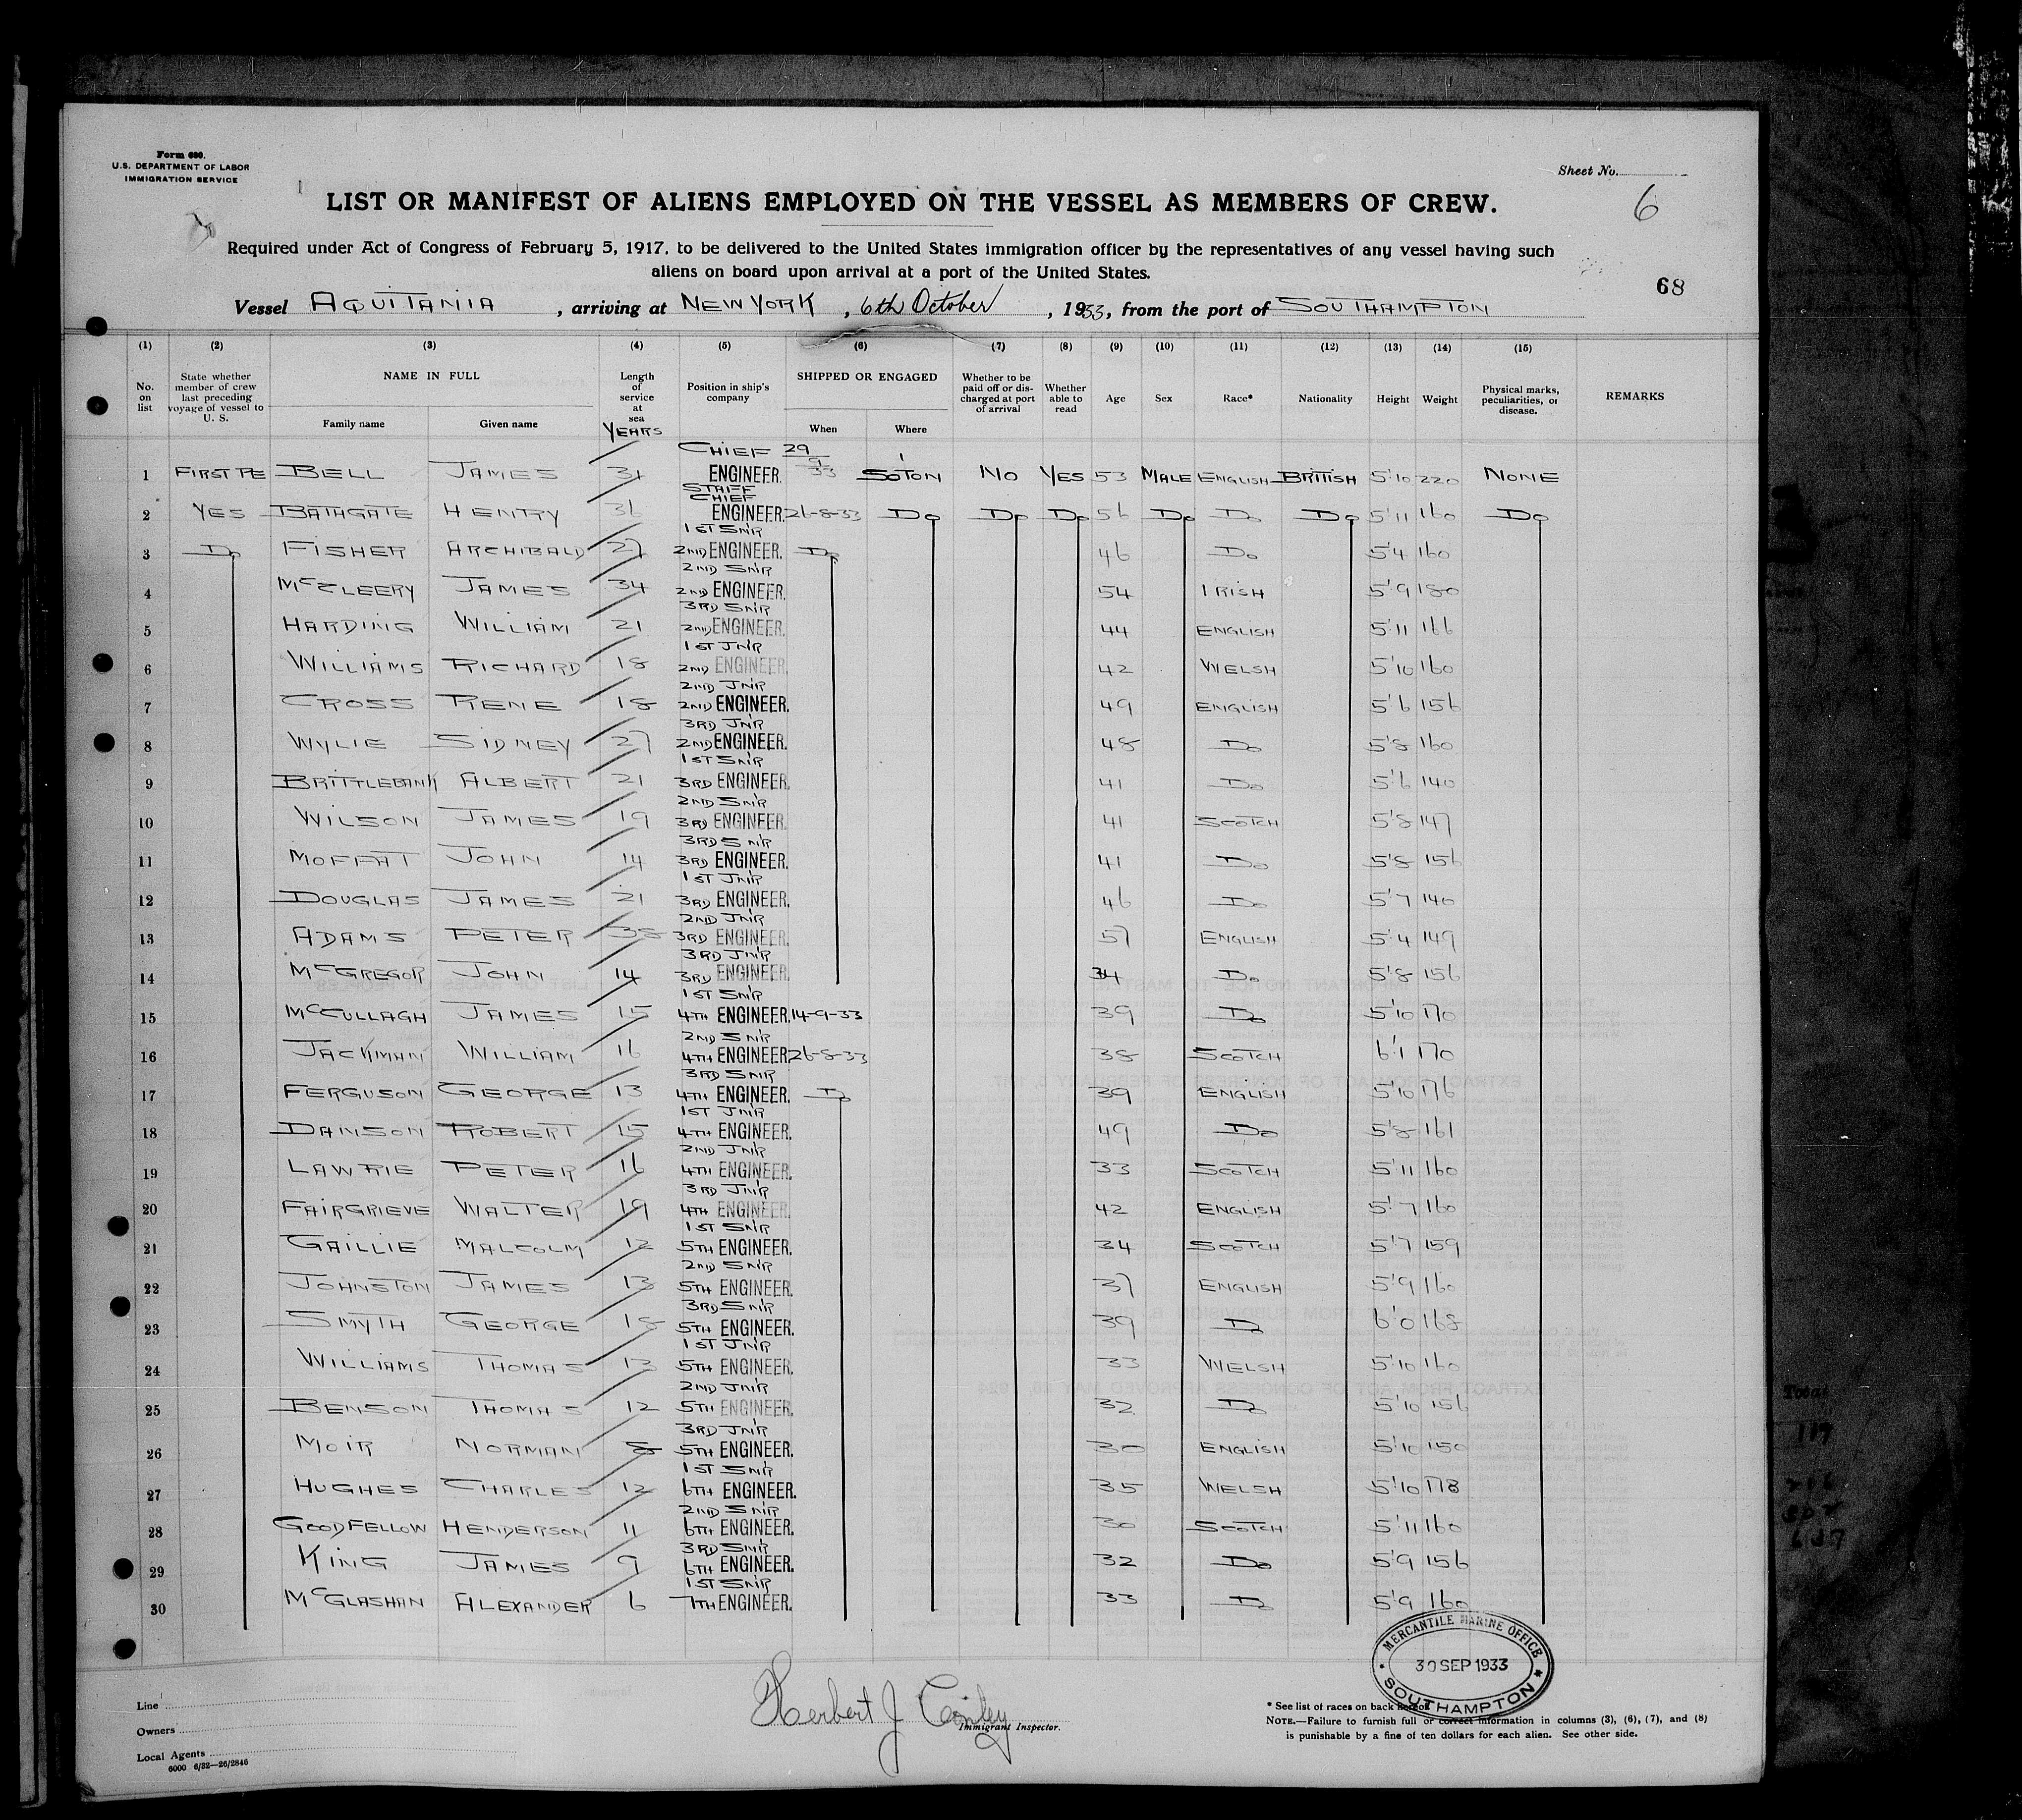 Form 680.
U.S. DEPARTMENT OF LABOR
IMMIGRATION SERVICE
Sheet No.
6
LIST OR MANIFEST OF ALIENS EMPLOYED ON THE VESSEL AS MEMBERS OF CREW.
Required under Act of Congress of February 5, 1917, to be delivered to the United States immigration officer by the representatives of any vessel having such
aliens on board upon arrival at a port of the United States.
68
Vessel AQUITANIA, arriving at NEW YORK, 6th October, 1933, from the port of SOUTHAMPTON
(1) (2) (3) (4) (5) (6) (7) (8) (9) (10) (11) (12) (13) (14) (15)
No. on list State whether member of crew last preceding voyage of vessel to U. S. NAME IN FULL Length of service at sea Position in ship's company SHIPPED OR ENGAGED Whether to be paid off or discharged at port of arrival Whether able to read Age Sex Race* Nationality Height Weight Physical marks, peculiarities, or disease. REMARKS
Family name Given name YEARS When Where
1 FIRST BELL JAMES 31 CHIEF ENGINEER. 29 9 33 SOTON NO YES 53 MALE ENGLISH BRITISH 5'10 220 NONE
2 YES BATHGATE HENRY 36 STAFF CHIEF ENGINEER. 26-8-33 Do Do Do 56 Do Do Do 5'11 160 Do
3 Do FISHER ARCHIBALD 27 1ST SNR 2ND ENGINEER. Do 46 Do 5'4 160
4 McCLEERY JAMES 34 2ND SNR 2ND ENGINEER. 54 IRISH 5'9 180
5 HARDING WILLIAM 21 3RD SNR 2ND ENGINEER. 44 ENGLISH 5'11 166
6 WILLIAMS RICHARD 18 1ST JNR 2ND ENGINEER. 42 WELSH 5'10 160
7 CROSS RENE 18 2ND JNR 2ND ENGINEER. 49 ENGLISH 5'6 156
8 WYLIE SIDNEY 27 3RD JNR 2ND ENGINEER. 48 Do 5'8 160
9 BRITTLEBANK ALBERT 21 1ST SNR 3RD ENGINEER. 41 Do 5'6 140
10 WILSON JAMES 19 2ND SNR 3RD ENGINEER. 41 SCOTCH 5'8 147
11 MOFFAT JOHN 14 3RD SNR 3RD ENGINEER. 41 Do 5'8 156
12 DOUGLAS JAMES 21 1ST JNR 3RD ENGINEER. 46 Do 5'7 140
13 ADAMS PETER 38 2ND JNR 3RD ENGINEER. 57 ENGLISH 5'4 149
14 McGREGOR JOHN 14 3RD JNR 3RD ENGINEER. 34 Do 5'8 156
15 McCULLAGH JAMES 15 1ST SNR 4TH ENGINEER. 14-9-33 39 Do 5'10 170
16 JACKMAN WILLIAM 16 2ND SNR 4TH ENGINEER. 26-8-33 38 SCOTCH 6'1 170
17 FERGUSON GEORGE 13 3RD SNR 4TH ENGINEER. Do 39 ENGLISH 5'10 176
18 DANSON ROBERT 15 1ST JNR 4TH ENGINEER. 49 Do 5'8 161
19 LAWRIE PETER 16 2ND JNR 4TH ENGINEER. 33 SCOTCH 5'11 160
20 FAIRGRIEVE WALTER 19 3RD JNR 4TH ENGINEER. 42 ENGLISH 5'7 160
21 GAILLIE MALCOLM 12 1ST SNR 5TH ENGINEER. 34 SCOTCH 5'7 159
22 JOHNSTON JAMES 13 2ND SNR 5TH ENGINEER. 37 ENGLISH 5'9 160
23 SMYTH GEORGE 18 3RD SNR 5TH ENGINEER. 39 Do 6'0 168
24 WILLIAMS THOMAS 13 1ST JNR 5TH ENGINEER. 33 WELSH 5'10 160
25 BENSON THOMAS 12 2ND JNR 5TH ENGINEER. 32 Do 5'10 156
26 MOIR NORMAN 8 3RD JNR 5TH ENGINEER. 30 ENGLISH 5'10 150
27 HUGHES CHARLES 12 1ST SNR 6TH ENGINEER. 35 WELSH 5'10 178
28 GOODFELLOW HENDERSON 11 2ND SNR 6TH ENGINEER. 30 SCOTCH 5'11 160
29 KING JAMES 9 3RD SNR 6TH ENGINEER. 32 Do 5'9 156
30 McGLASHAN ALEXANDER 6 1ST SNR 7TH ENGINEER. 33 Do 5'9 160
MERCANTILE MARINE OFFICE
30 SEP 1933
SOUTHAMPTON
Line
Owners
Local Agents
6000 6/32—26/2846
Herbert J
Immigrant Inspector.
* See list of races on back hereof
NOTE.—Failure to furnish full or correct information in columns (3), (6), (7), and (8)
is punishable by a fine of ten dollars for each alien. See other side.
Total